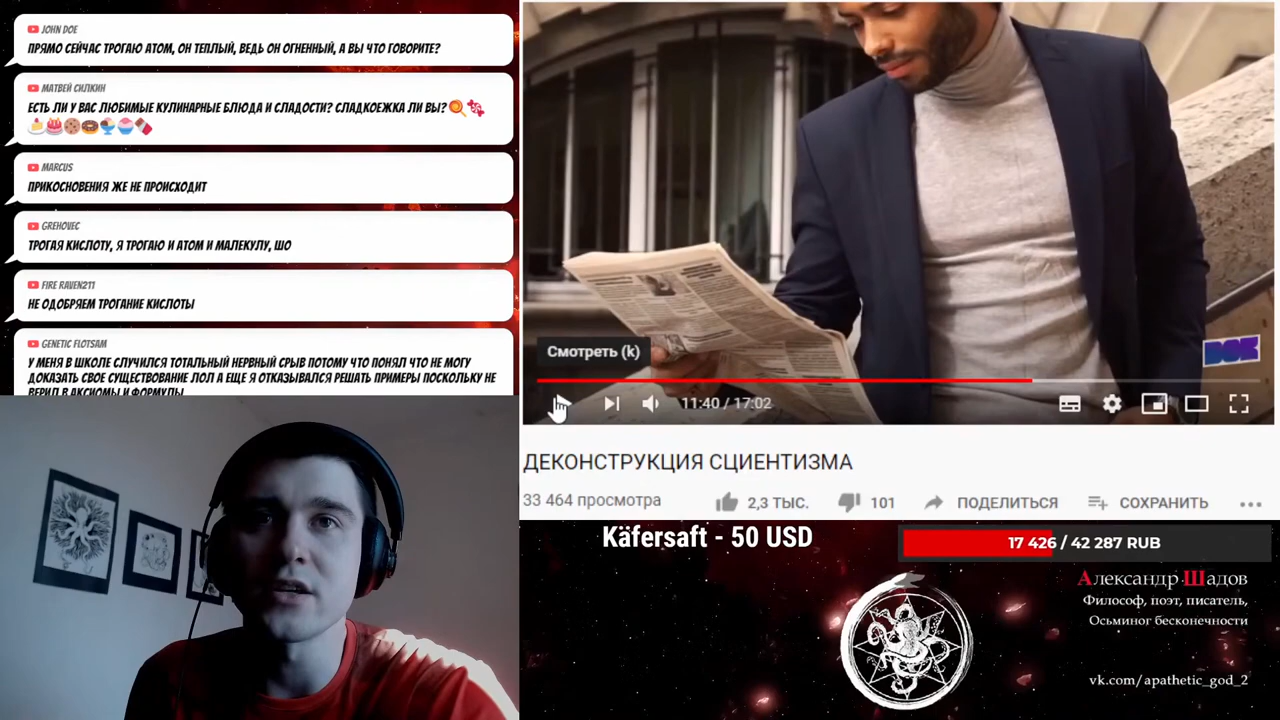 JOHN DOE
ПРЯМО СЕЙЧАС ТРОГАЮ АТОМ, ОН ТЕПЛЫЙ, ВЕДЬ ОН ОГНЕННЫЙ, А ВЫ ЧТО ГОВОРИТЕ?
МАТВЕЙ СИЛКИН
ЕСТЬ ЛИ У ВАС ЛЮБИМЫЕ КУЛИНАРНЫЕ БЛЮДА И СЛАДОСТИ? СЛАДКОЕЖКА ЛИ ВЫ?
MARCUS
ПРИКОСНОВЕНИЯ ЖЕ НЕ ПРОИСХОДИТ
GREHOVEC
ТРОГАЯ КИСЛОТУ, Я ТРОГАЮ И АТОМ И МАЛЕКУЛУ, ШО
FIRE RAVEN211
НЕ ОДОБРЯЕМ ТРОГАНИЕ КИСЛОТЫ
GENETIC FLOTSAM
У МЕНЯ В ШКОЛЕ СЛУЧИЛСЯ ТОТАЛЬНЫЙ НЕРВНЫЙ СРЫВ ПОТОМУ ЧТО ПОНЯЛ ЧТО НЕ МОГУ
ДОКАЗАТЬ СВОЕ СУЩЕСТВОВАНИЕ ЛОЛ А ЕЩЕ Я ОТКАЗЫВАЛСЯ РЕШАТЬ ПРИМЕРЫ ПОСКОЛЬКУ НЕ
ВЕРИЛ В АКСИОМЫ И ФОРМУЛЫ
Смотреть (k)
11:40 / 17:02
ДЕКОНСТРУКЦИЯ СЦИЕНТИЗМА
33 464 просмотра
2,3 ТЫС.
101
ПОДЕЛИТЬСЯ
СОХРАНИТЬ
Käfersaft - 50 USD
17 426 / 42 287 RUB
Александр Шадов
Философ, поэт, писатель,
Осьминог бесконечности
vk.com/apathetic_god_2